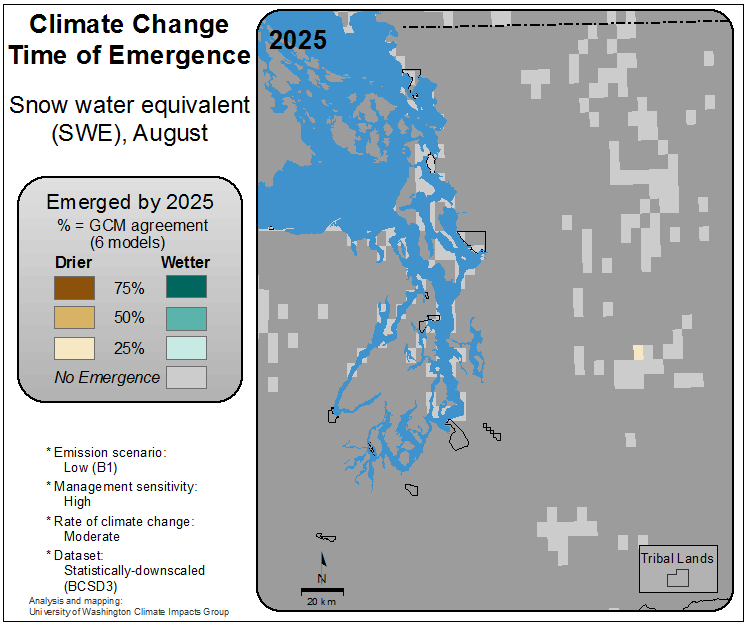 Climate Change
Time of Emergence
Snow water equivalent
(SWE), August
Emerged by 2025
% = GCM agreement
(6 models)
Drier
Wetter
75%
50%
25%
No Emergence
* Emission scenario:
Low (B1)
* Management sensitivity:
High
* Rate of climate change:
Moderate
* Dataset:
Statistically-downscaled
(BCSD3)
Analysis and mapping:
University of Washington Climate Impacts Group
2025
N
20 km
Tribal Lands